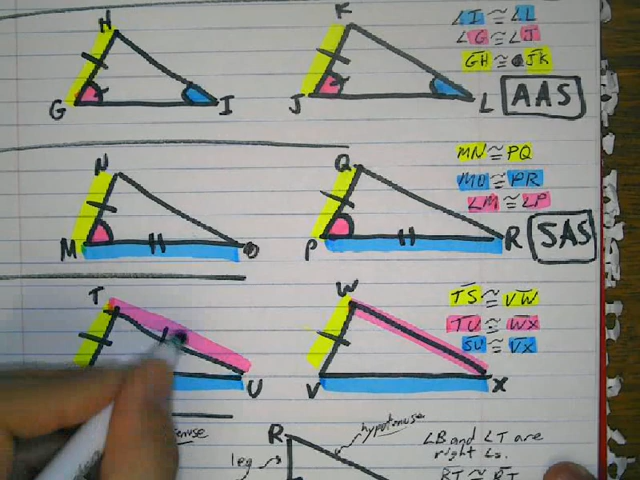 H
G
I
K
J
L
∠I ≅ ∠L
∠G ≅ ∠J
GH ≅ JK
AAS
N
M
O
Q
P
R
MN ≅ PQ
MO ≅ PR
∠M ≅ ∠P
SAS
T
U
W
V
X
TS ≅ VW
TU ≅ WX
SU ≅ VX
R
hypotenuse
leg
∠B and ∠T are
right ∠s.